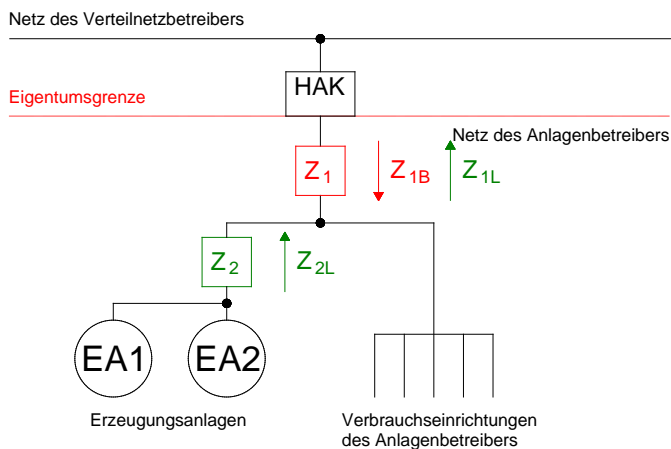 Netz des Verteilnetzbetreibers
HAK
Eigentumsgrenze
Netz des Anlagenbetreibers
Z1
Z1B
Z1L
Z2
Z2L
EA1
EA2
Erzeugungsanlagen
Verbrauchseinrichtungen
des Anlagenbetreibers